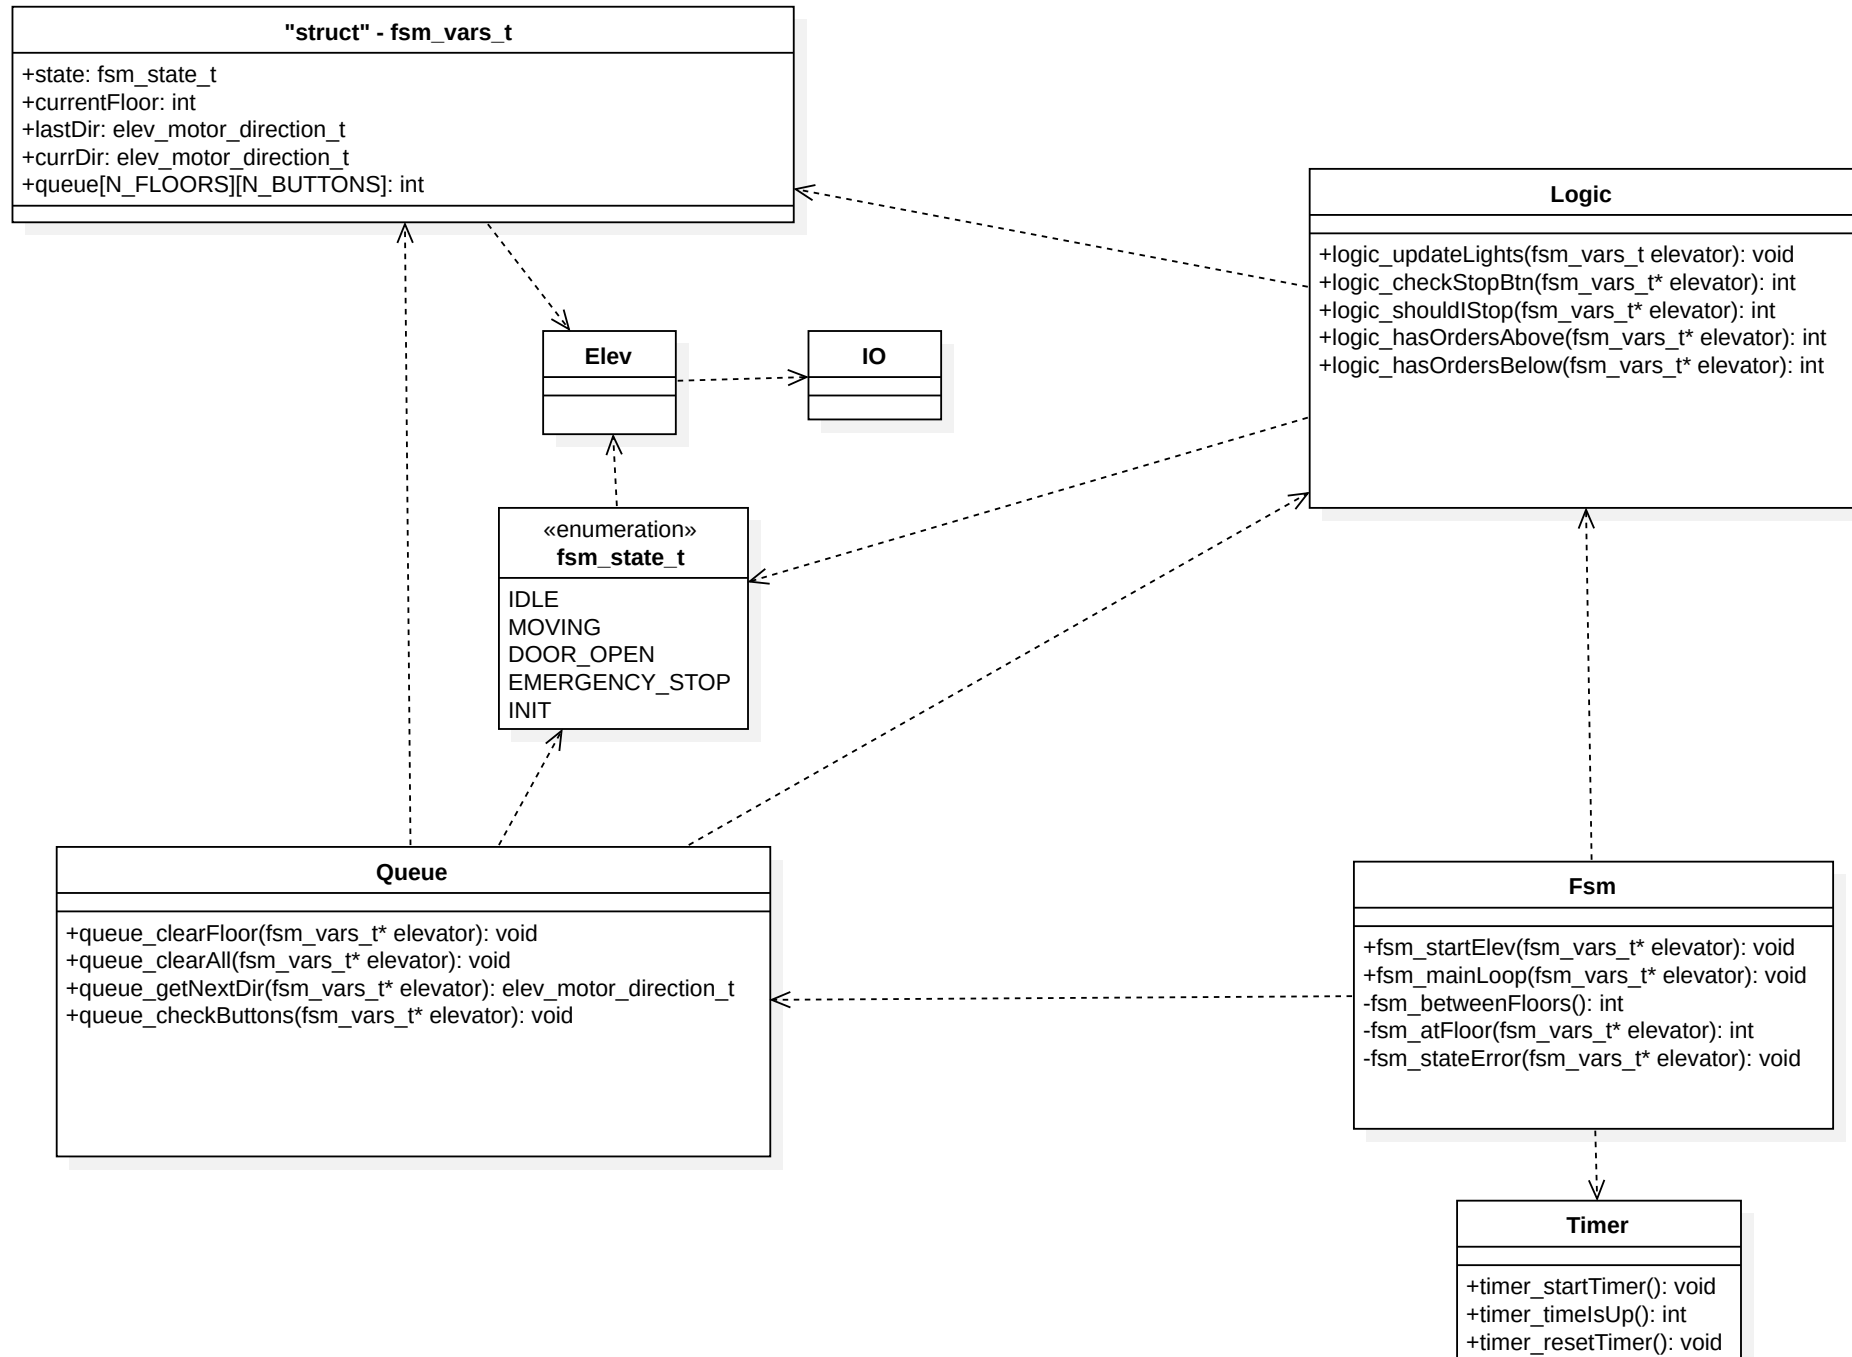 "struct" - fsm_vars_t
+state: fsm_state_t
+currentFloor: int
+lastDir: elev_motor_direction_t
+currDir: elev_motor_direction_t
+queue[N_FLOORS][N_BUTTONS]: int
Logic
+logic_updateLights(fsm_vars_t elevator): void
+logic_checkStopBtn(fsm_vars_t* elevator): int
+logic_shouldIStop(fsm_vars_t* elevator): int
+logic_hasOrdersAbove(fsm_vars_t* elevator): int
+logic_hasOrdersBelow(fsm_vars_t* elevator): int
Elev
IO
«enumeration»
fsm_state_t
IDLE
MOVING
DOOR_OPEN
EMERGENCY_STOP
INIT
Queue
+queue_clearFloor(fsm_vars_t* elevator): void
+queue_clearAll(fsm_vars_t* elevator): void
+queue_getNextDir(fsm_vars_t* elevator): elev_motor_direction_t
+queue_checkButtons(fsm_vars_t* elevator): void
Fsm
+fsm_startElev(fsm_vars_t* elevator): void
+fsm_mainLoop(fsm_vars_t* elevator): void
-fsm_betweenFloors(): int
-fsm_atFloor(fsm_vars_t* elevator): int
-fsm_stateError(fsm_vars_t* elevator): void
Timer
+timer_startTimer(): void
+timer_timeIsUp(): int
+timer_resetTimer(): void